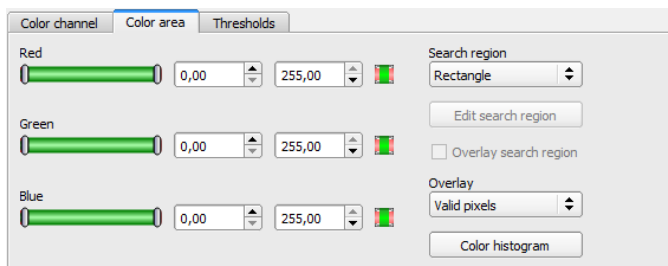 Color channel
Color area
Thresholds
Red
0,00
255,00
Green
0,00
255,00
Blue
0,00
255,00
Search region
Rectangle
Edit search region
Overlay search region
Overlay
Valid pixels
Color histogram